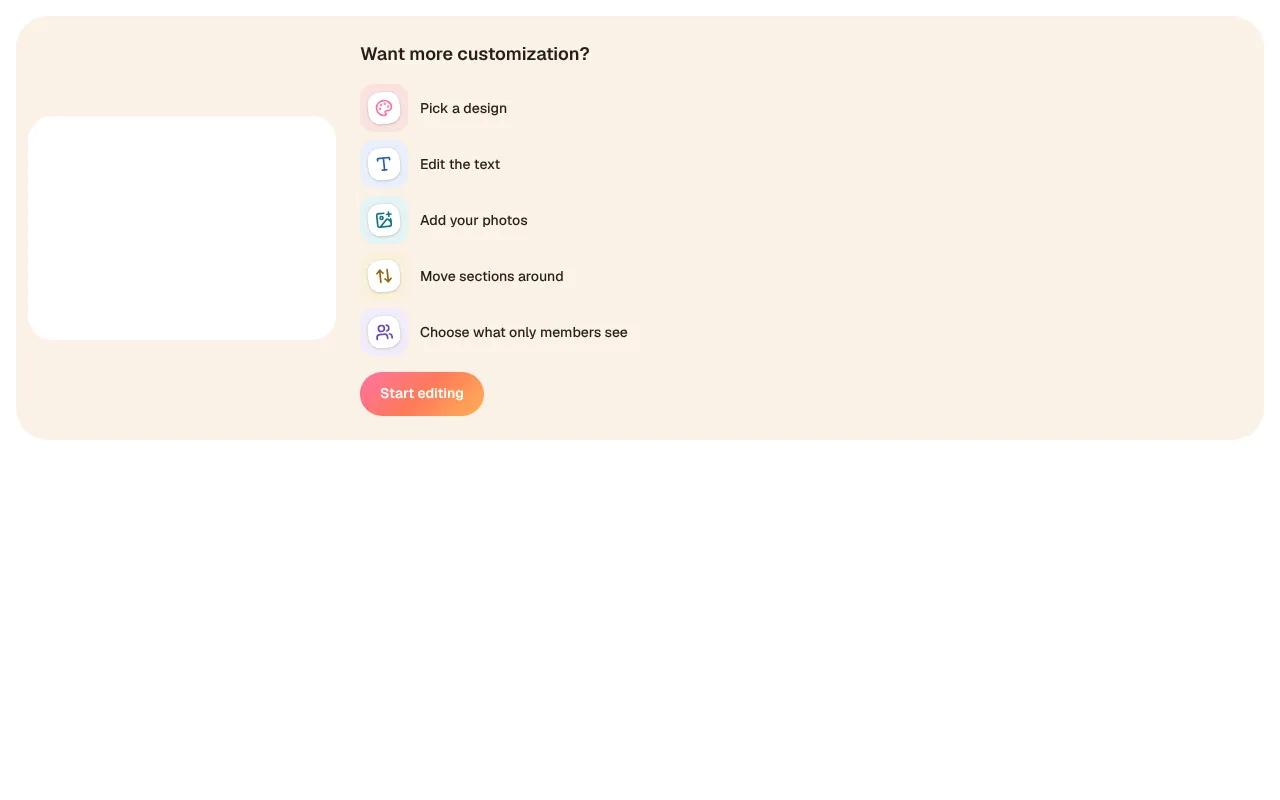 Want more customization?
Pick a design
Edit the text
Add your photos
Move sections around
Choose what only members see
Start editing